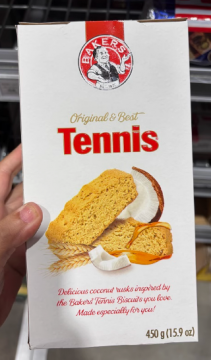 BAKERS
Original & Best™
Tennis
Delicious coconut rusks inspired by
the Bakers Tennis Biscuits you love.
Made especially for you!
450 g (15.9 oz)